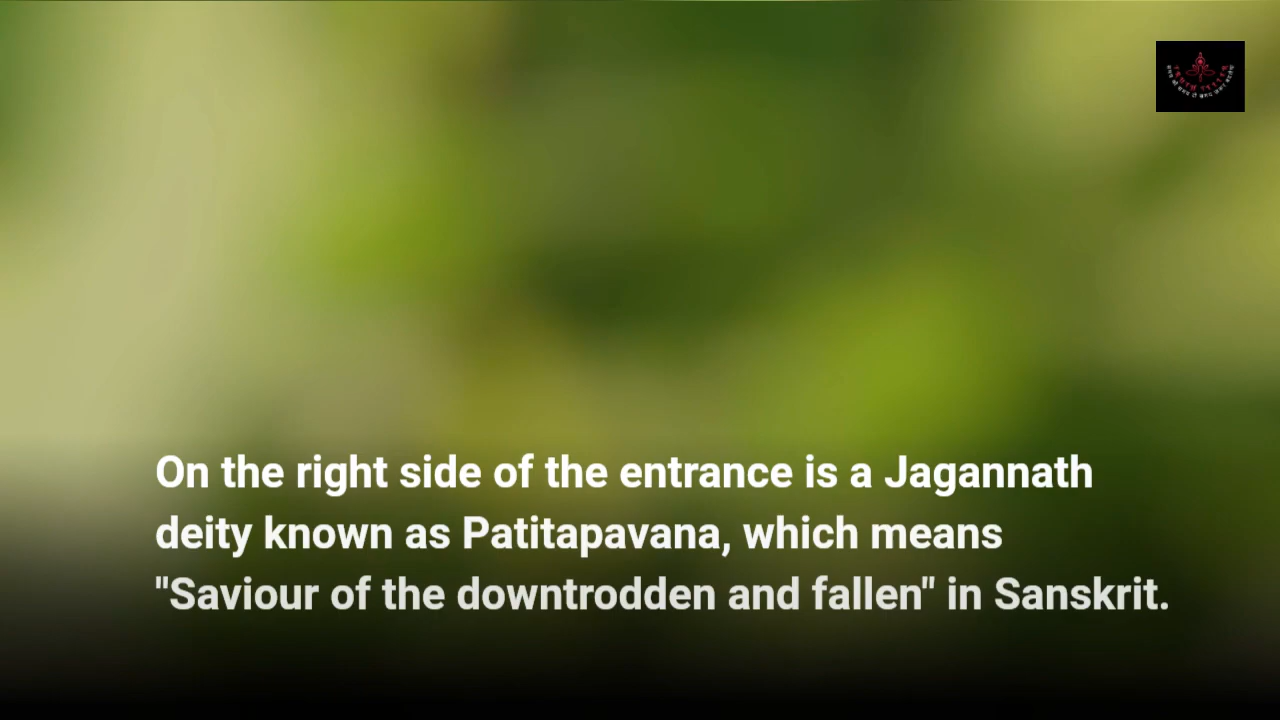 On the right side of the entrance is a Jagannath
deity known as Patitapavana, which means
"Saviour of the downtrodden and fallen" in Sanskrit.